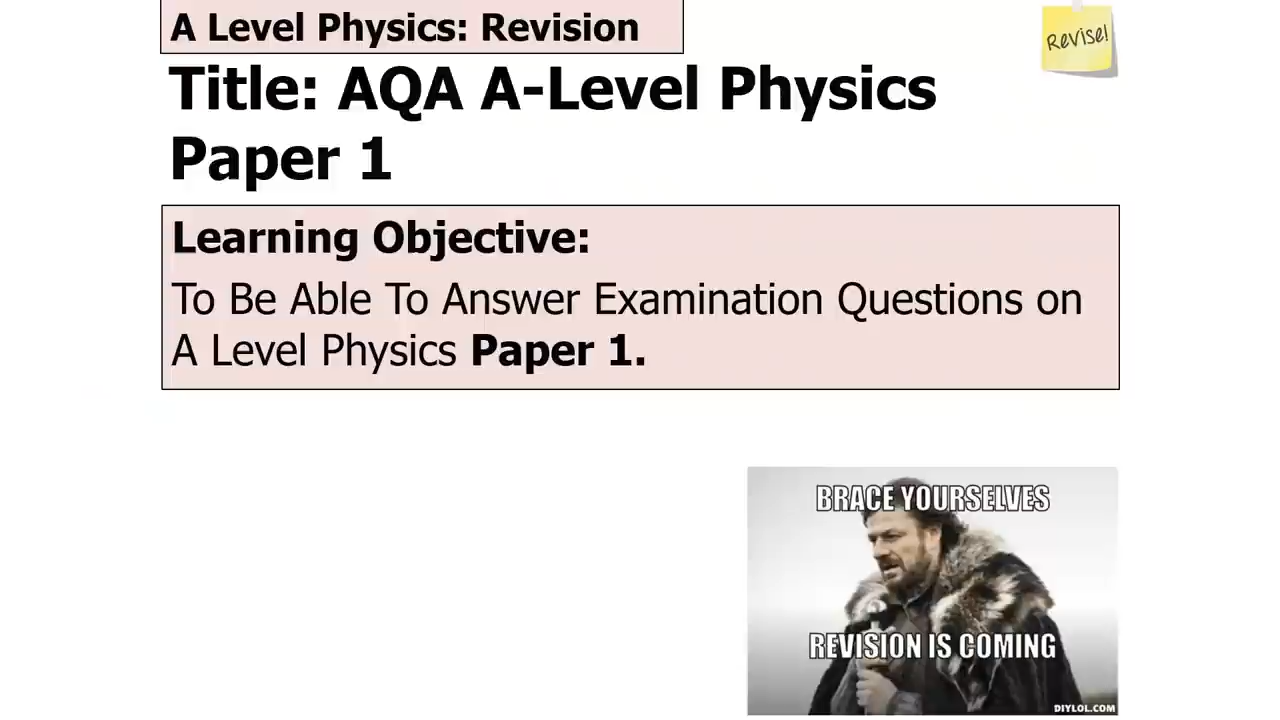 A Level Physics: Revision
Revise!
Title: AQA A-Level Physics
Paper 1
Learning Objective:
To Be Able To Answer Examination Questions on
A Level Physics Paper 1.
BRACE YOURSELVES
REVISION IS COMING
DIYLOL.COM